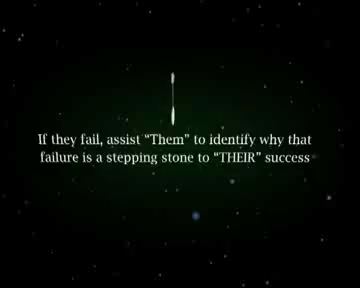 If they fail, assist “Them” to identify why that
failure is a stepping stone to “THEIR” success